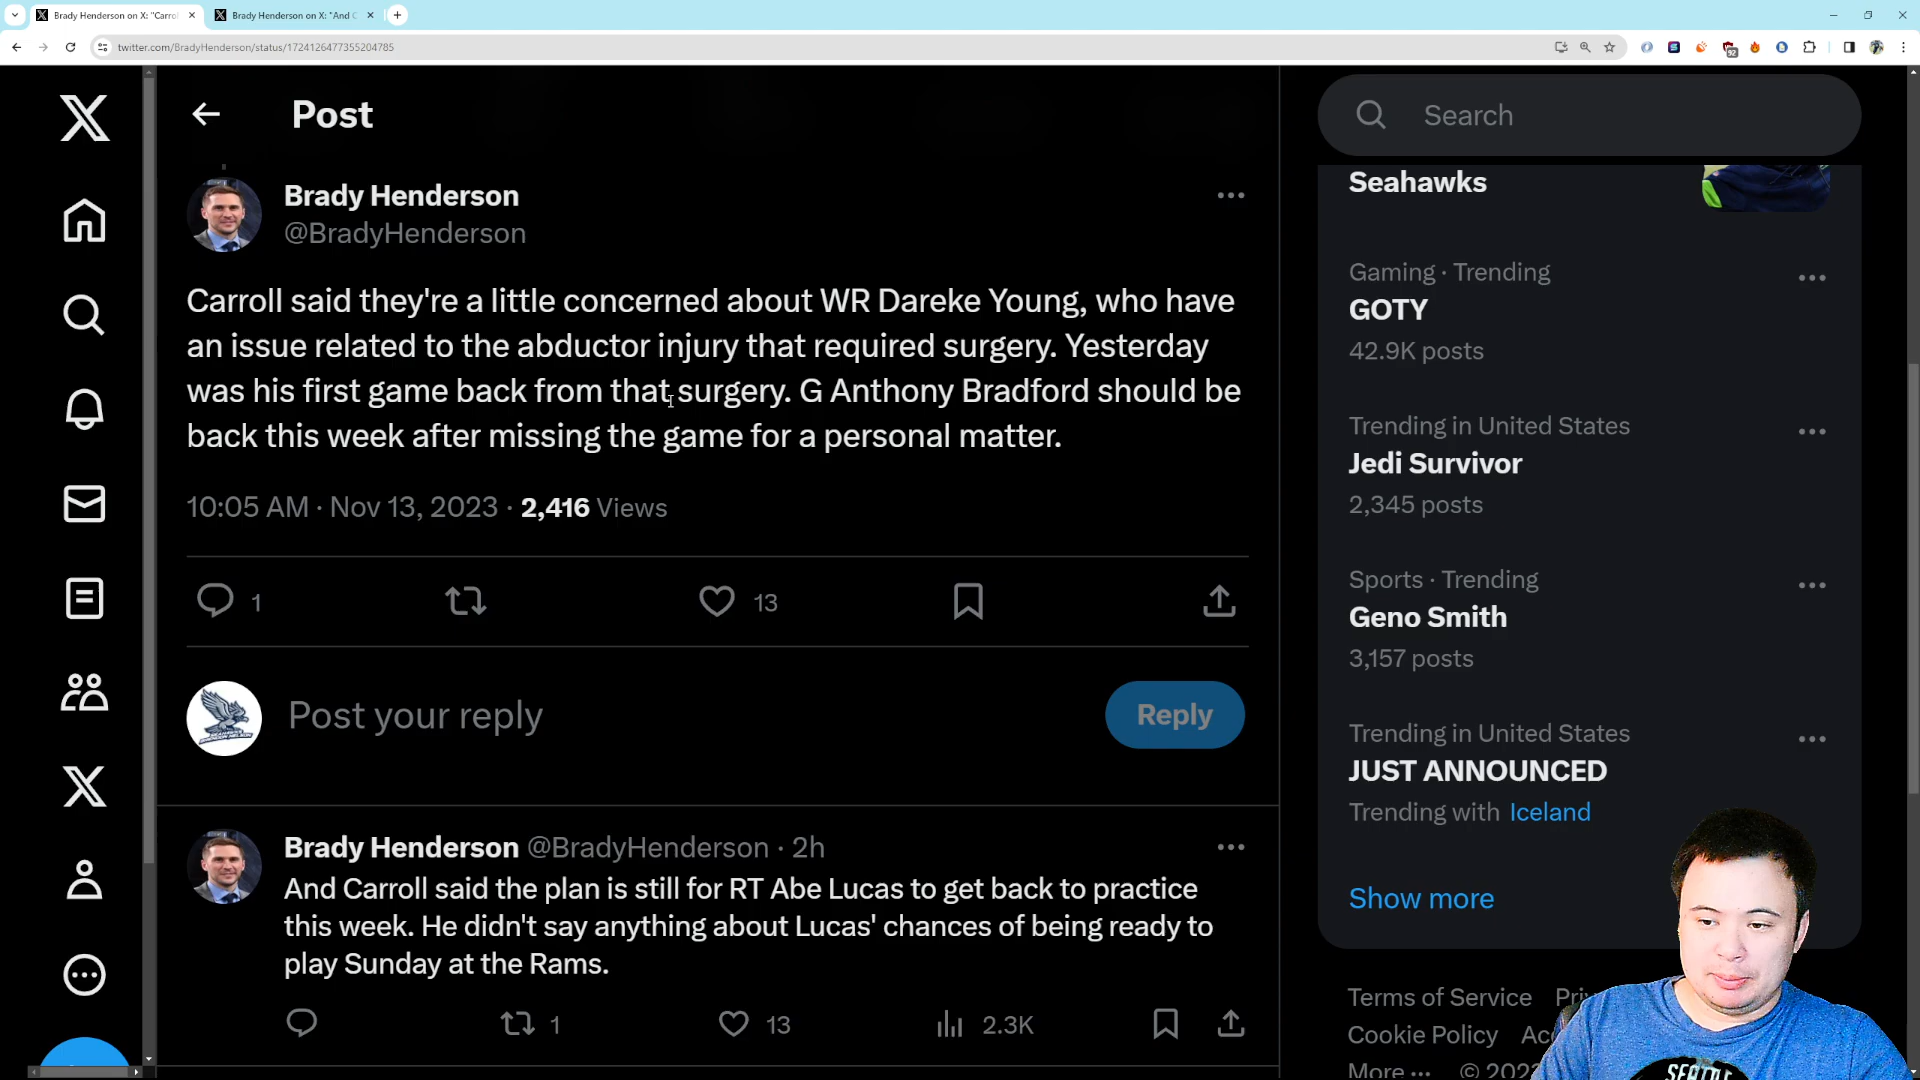 Brady Henderson on X: "Carro
Brady Henderson on X: "And C
twitter.com/BradyHenderson/status/1724126477355204785
92
Post
Search
Brady Henderson
@BradyHenderson
Carroll said they're a little concerned about WR Dareke Young, who have
an issue related to the abductor injury that required surgery. Yesterday
was his first game back from that surgery. G Anthony Bradford should be
back this week after missing the game for a personal matter.
10:05 AM · Nov 13, 2023 · 2,416 Views
1
13
Post your reply
Reply
Brady Henderson @BradyHenderson · 2h
And Carroll said the plan is still for RT Abe Lucas to get back to practice
this week. He didn't say anything about Lucas' chances of being ready to
play Sunday at the Rams.
1
13
2.3K
Seahawks
Gaming · Trending
GOTY
42.9K posts
Trending in United States
Jedi Survivor
2,345 posts
Sports · Trending
Geno Smith
3,157 posts
Trending in United States
JUST ANNOUNCED
Trending with Iceland
Show more
Terms of Service Pri
Cookie Policy Ac
More ··· © 202